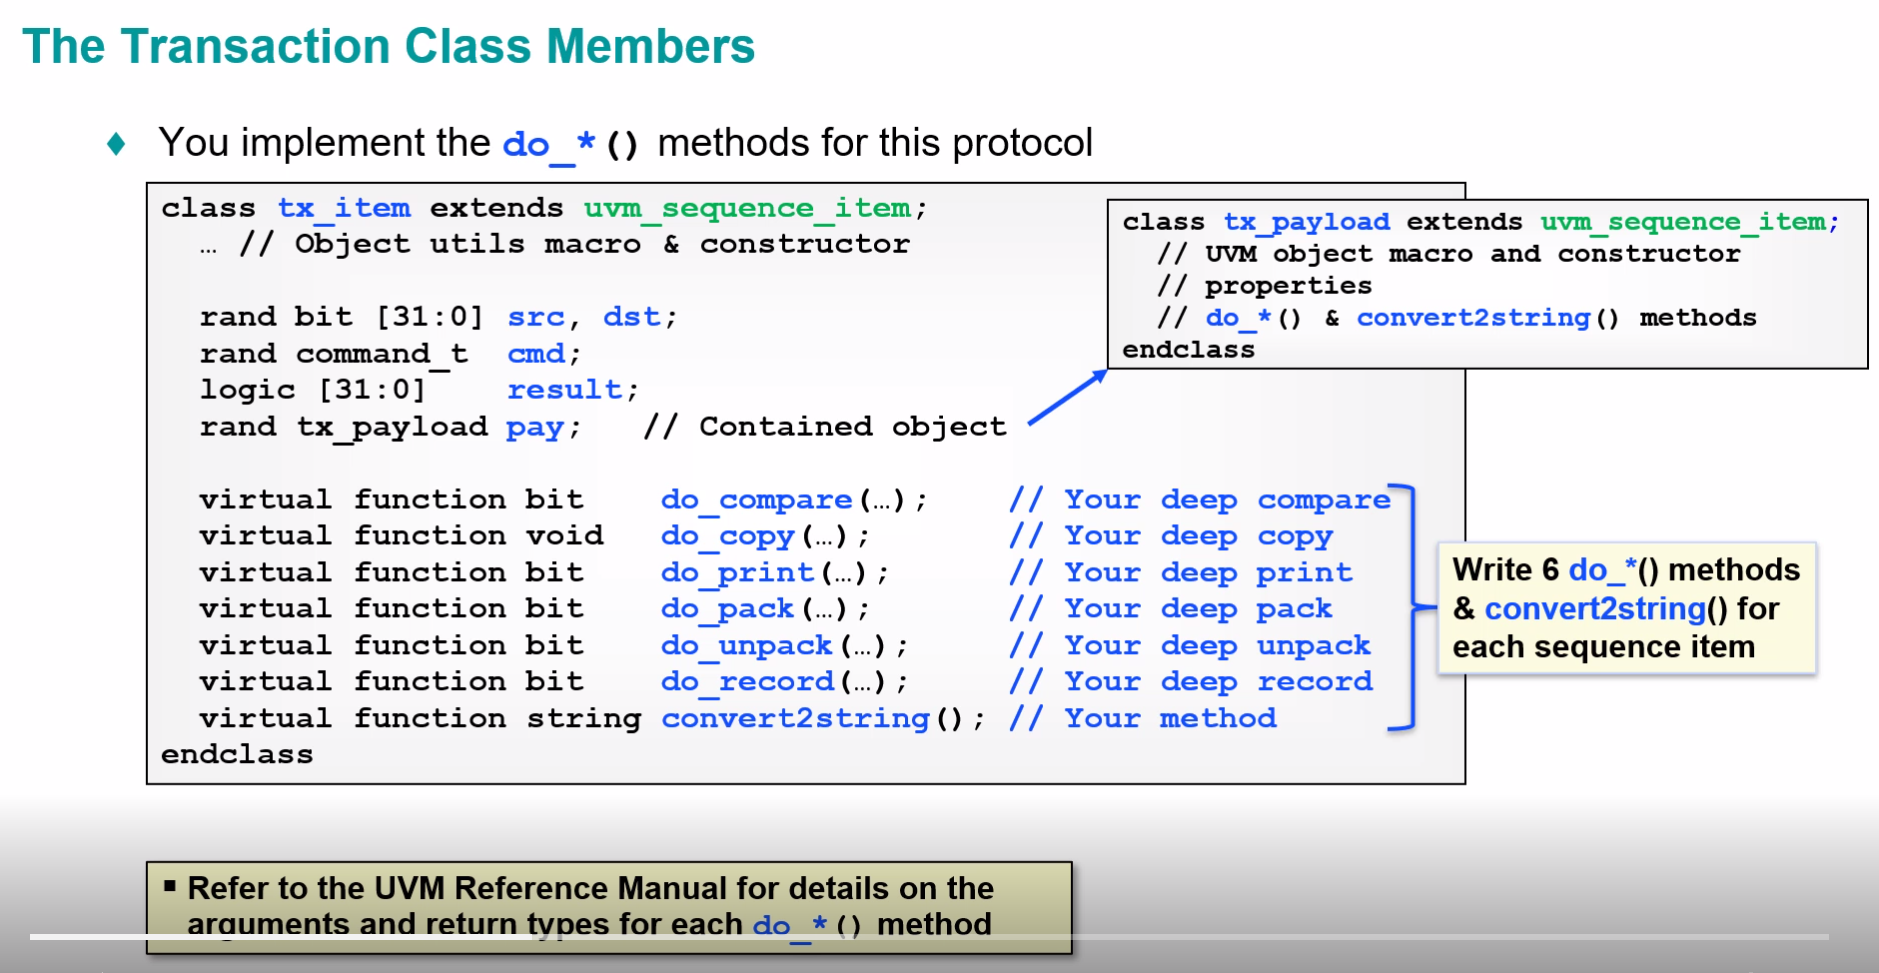 The Transaction Class Members
♦ You implement the do_*() methods for this protocol
class tx_item extends uvm_sequence_item;
… // Object utils macro & constructor
rand bit [31:0] src, dst;
rand command_t cmd;
logic [31:0] result;
rand tx_payload pay; // Contained object
class tx_payload extends uvm_sequence_item;
// UVM object macro and constructor
// properties
// do_*() & convert2string() methods
endclass
virtual function bit do_compare(…); // Your deep compare
virtual function void do_copy(…); // Your deep copy
virtual function bit do_print(…); // Your deep print
virtual function bit do_pack(…); // Your deep pack
virtual function bit do_unpack(…); // Your deep unpack
virtual function bit do_record(…); // Your deep record
virtual function string convert2string(); // Your method
endclass
Write 6 do_*() methods
& convert2string() for
each sequence item
▪ Refer to the UVM Reference Manual for details on the
arguments and return types for each do_*() method